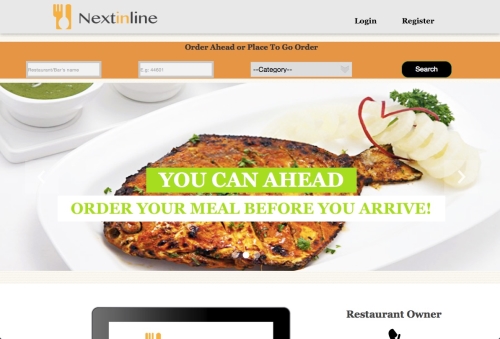 Nextinline
Login
Register
Order Ahead or Place To Go Order
Restaurant/Bar's name
E.g. 44601
--Category--
Search
YOU CAN AHEAD
ORDER YOUR MEAL BEFORE YOU ARRIVE!
Restaurant Owner